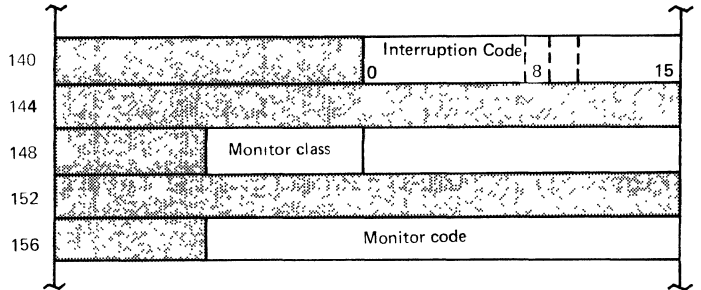 Interruption Code
140 0 8 15
144
148 Monitor class
152
156 Monitor code